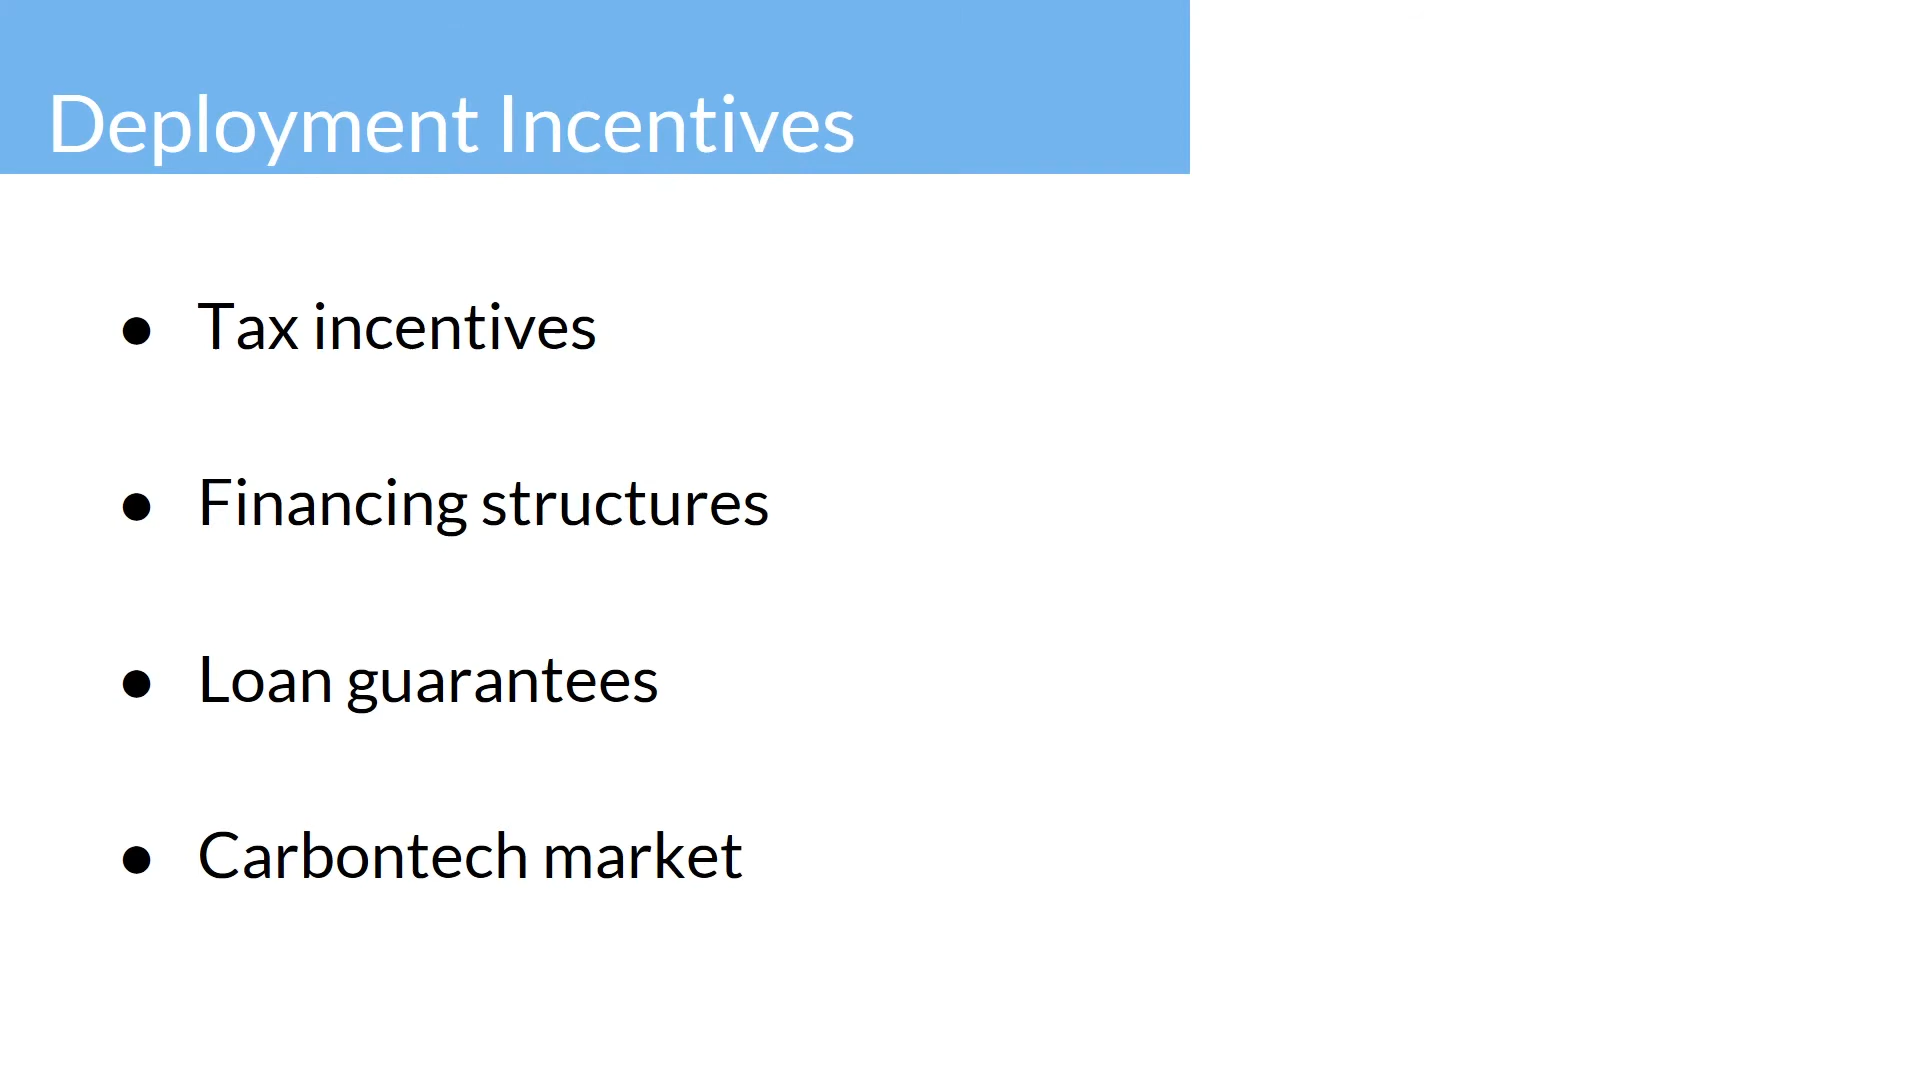 Deployment Incentives
● Tax incentives
● Financing structures
● Loan guarantees
● Carbontech market